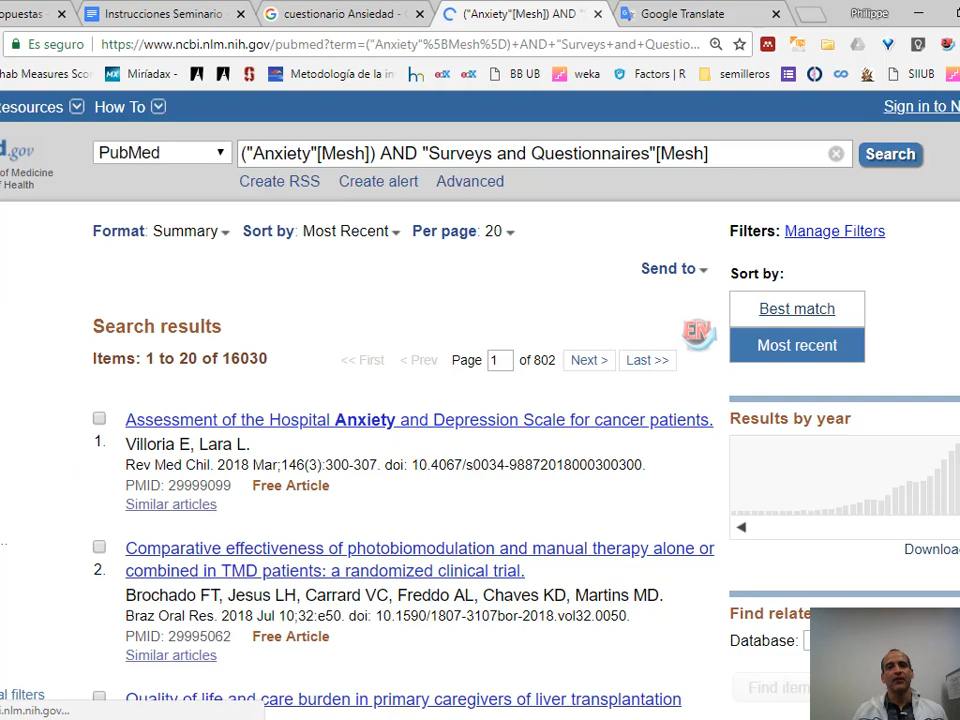 opuestas
Instrucciones Seminario
cuestionario Ansiedad -
("Anxiety"[Mesh]) AND "
Google Translate
Philippe
Es seguro
https://www.ncbi.nlm.nih.gov/pubmed?term=("Anxiety"%5BMesh%5D)+AND+"Surveys+and+Questio...
hab Measures Sco
Miríadax -
Metodología de la in
BB UB
weka
Factors | R
semilleros
SIIUB
esources
How To
Sign in to N
d.gov
of Medicine
of Health
PubMed
("Anxiety"[Mesh]) AND "Surveys and Questionnaires"[Mesh]
Search
Create RSS Create alert Advanced
Format: Summary Sort by: Most Recent Per page: 20
Send to
Filters: Manage Filters
Sort by:
Best match
Most recent
Search results
Items: 1 to 20 of 16030
<< First < Prev Page 1 of 802 Next > Last >>
EN
1.
Assessment of the Hospital Anxiety and Depression Scale for cancer patients.
Villoria E, Lara L.
Rev Med Chil. 2018 Mar;146(3):300-307. doi: 10.4067/s0034-98872018000300300.
PMID: 29999099 Free Article
Similar articles
2.
Comparative effectiveness of photobiomodulation and manual therapy alone or
combined in TMD patients: a randomized clinical trial.
Brochado FT, Jesus LH, Carrard VC, Freddo AL, Chaves KD, Martins MD.
Braz Oral Res. 2018 Jul 10;32:e50. doi: 10.1590/1807-3107bor-2018.vol32.0050.
PMID: 29995062 Free Article
Similar articles
Quality of life and care burden in primary caregivers of liver transplantation
Results by year
Downloa
Find relate
Database:
Find item
al filters
bi.nlm.nih.gov...